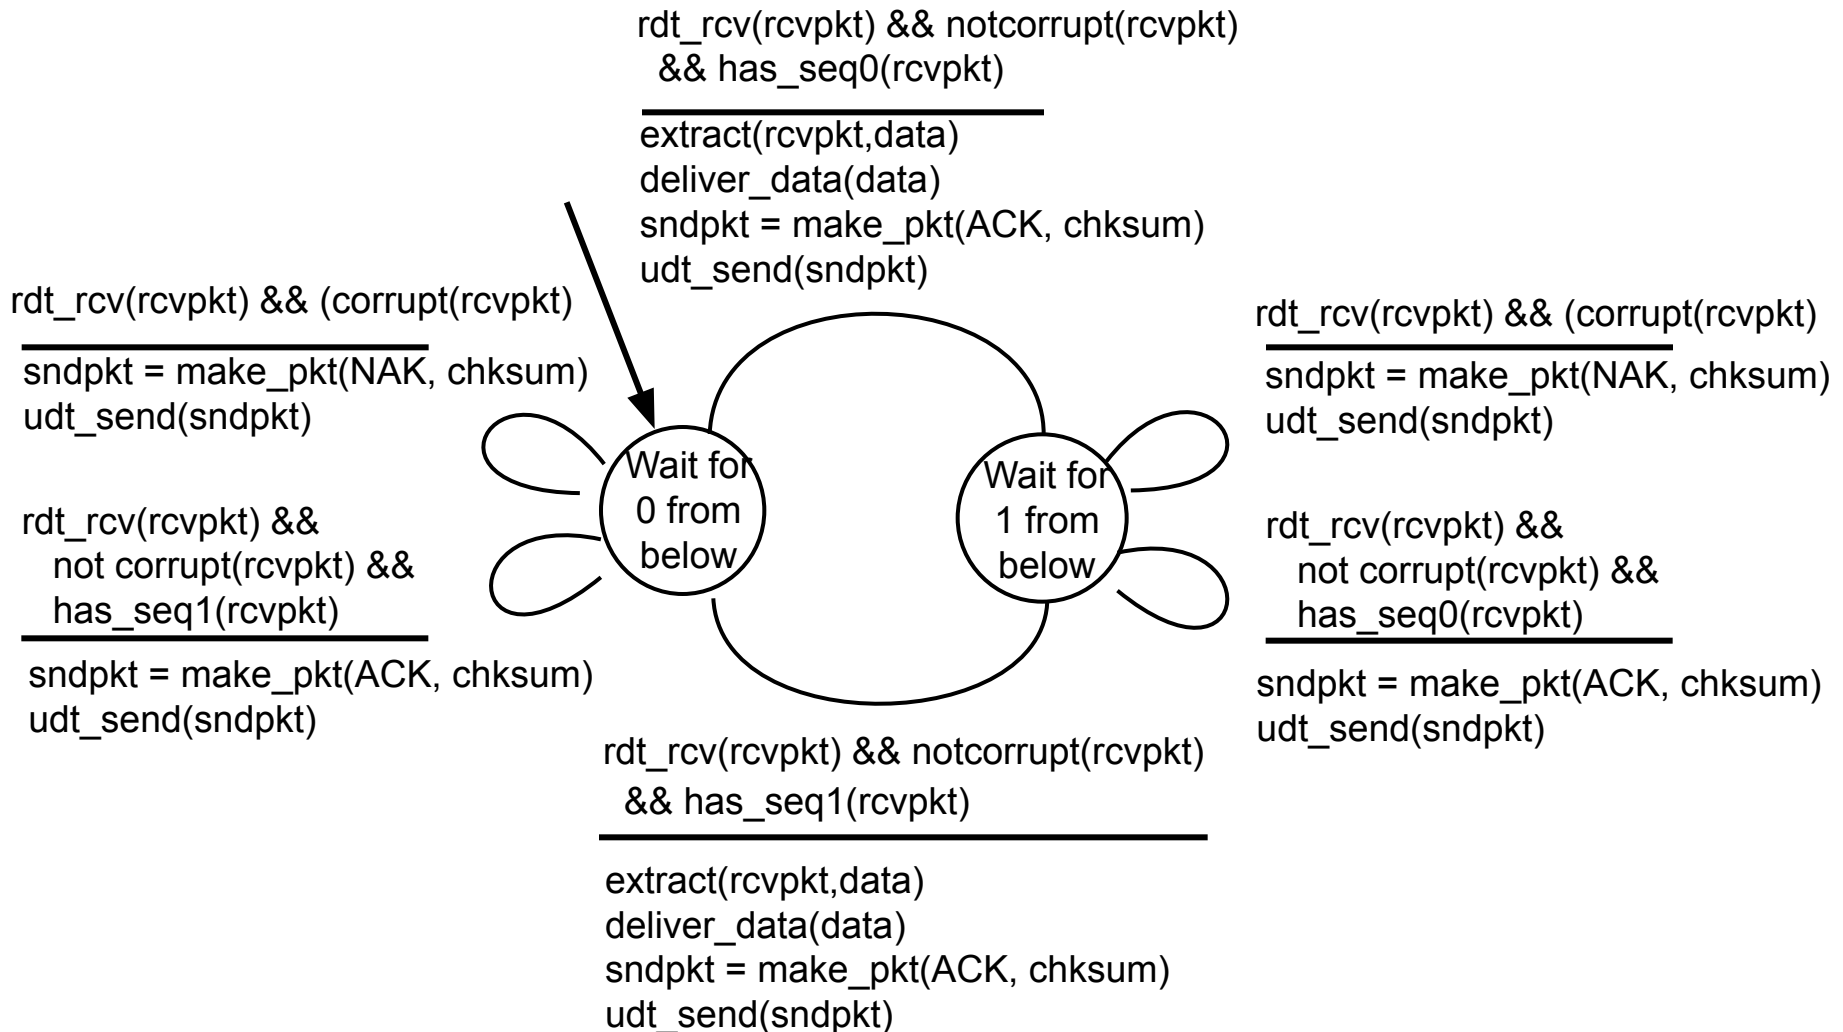 rdt_rcv(rcvpkt) && notcorrupt(rcvpkt)
&& has_seq0(rcvpkt)
extract(rcvpkt,data)
deliver_data(data)
sndpkt = make_pkt(ACK, chksum)
udt_send(sndpkt)
rdt_rcv(rcvpkt) && (corrupt(rcvpkt)
sndpkt = make_pkt(NAK, chksum)
udt_send(sndpkt)
rdt_rcv(rcvpkt) &&
not corrupt(rcvpkt) &&
has_seq1(rcvpkt)
sndpkt = make_pkt(ACK, chksum)
udt_send(sndpkt)
Wait for
0 from
below
Wait for
1 from
below
rdt_rcv(rcvpkt) && (corrupt(rcvpkt)
sndpkt = make_pkt(NAK, chksum)
udt_send(sndpkt)
rdt_rcv(rcvpkt) &&
not corrupt(rcvpkt) &&
has_seq0(rcvpkt)
sndpkt = make_pkt(ACK, chksum)
udt_send(sndpkt)
rdt_rcv(rcvpkt) && notcorrupt(rcvpkt)
&& has_seq1(rcvpkt)
extract(rcvpkt,data)
deliver_data(data)
sndpkt = make_pkt(ACK, chksum)
udt_send(sndpkt)